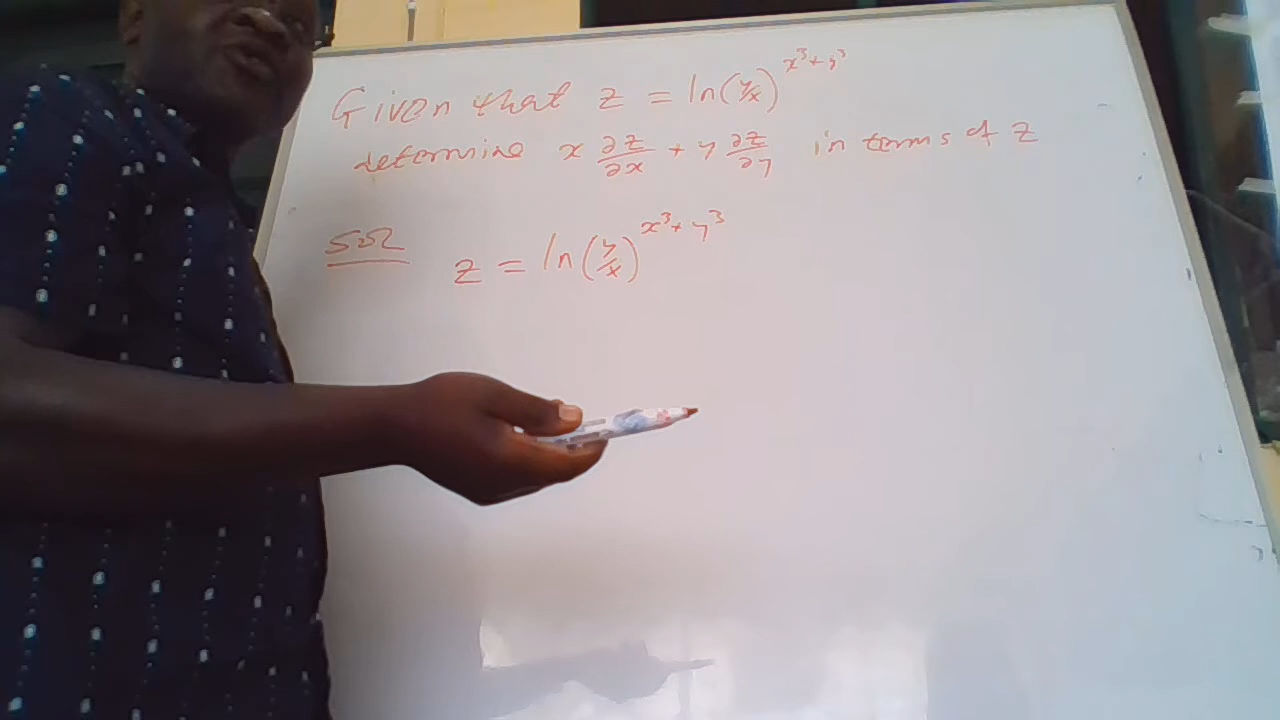 Given that z = ln(y/x)^{x³+y³}
determine x ∂z/∂x + y ∂z/∂y in terms of z
Sol z = ln(y/x)^{x³+y³}